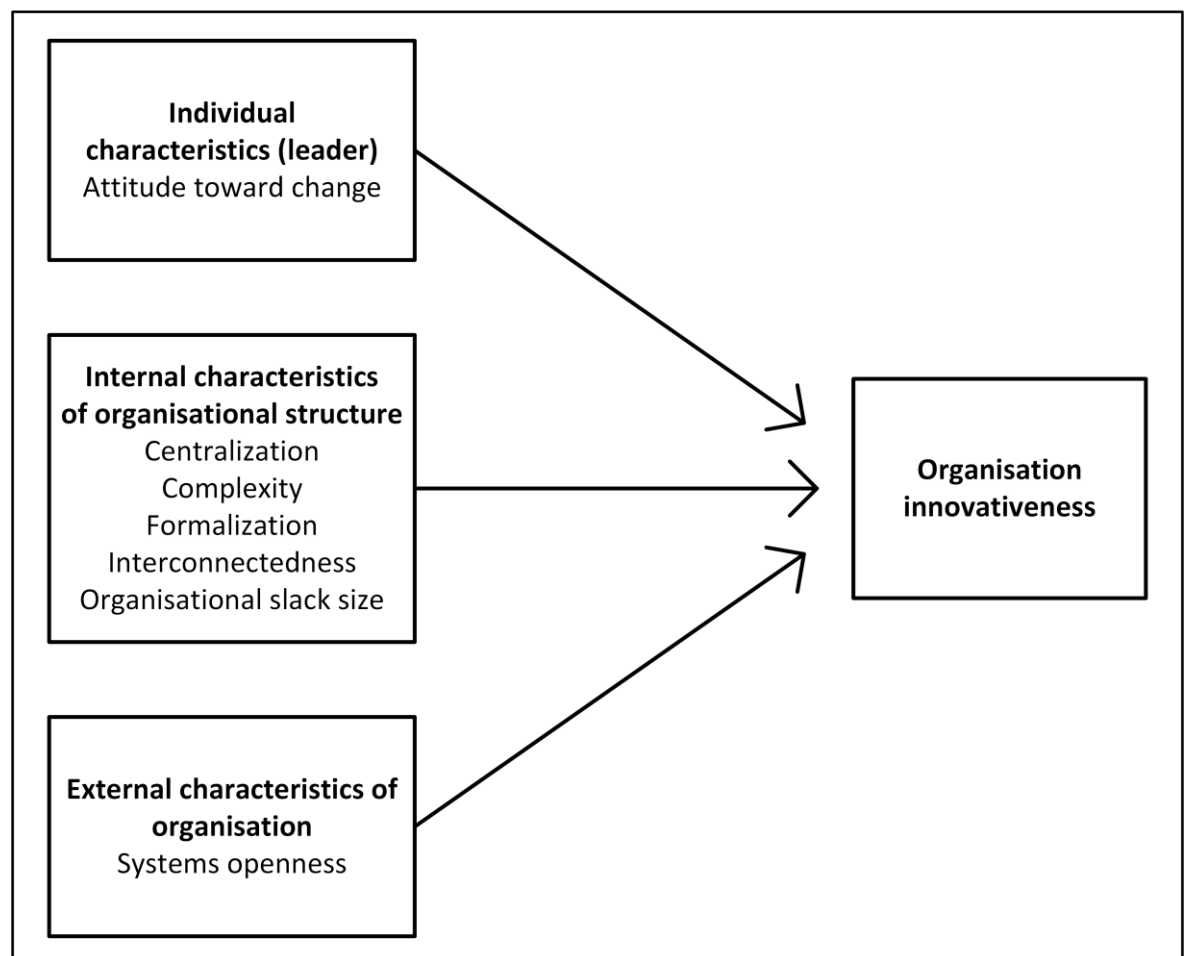 Individual
characteristics (leader)
Attitude toward change
Internal characteristics
of organisational structure
Centralization
Complexity
Formalization
Interconnectedness
Organisational slack size
External characteristics of
organisation
Systems openness
Organisation
innovativeness